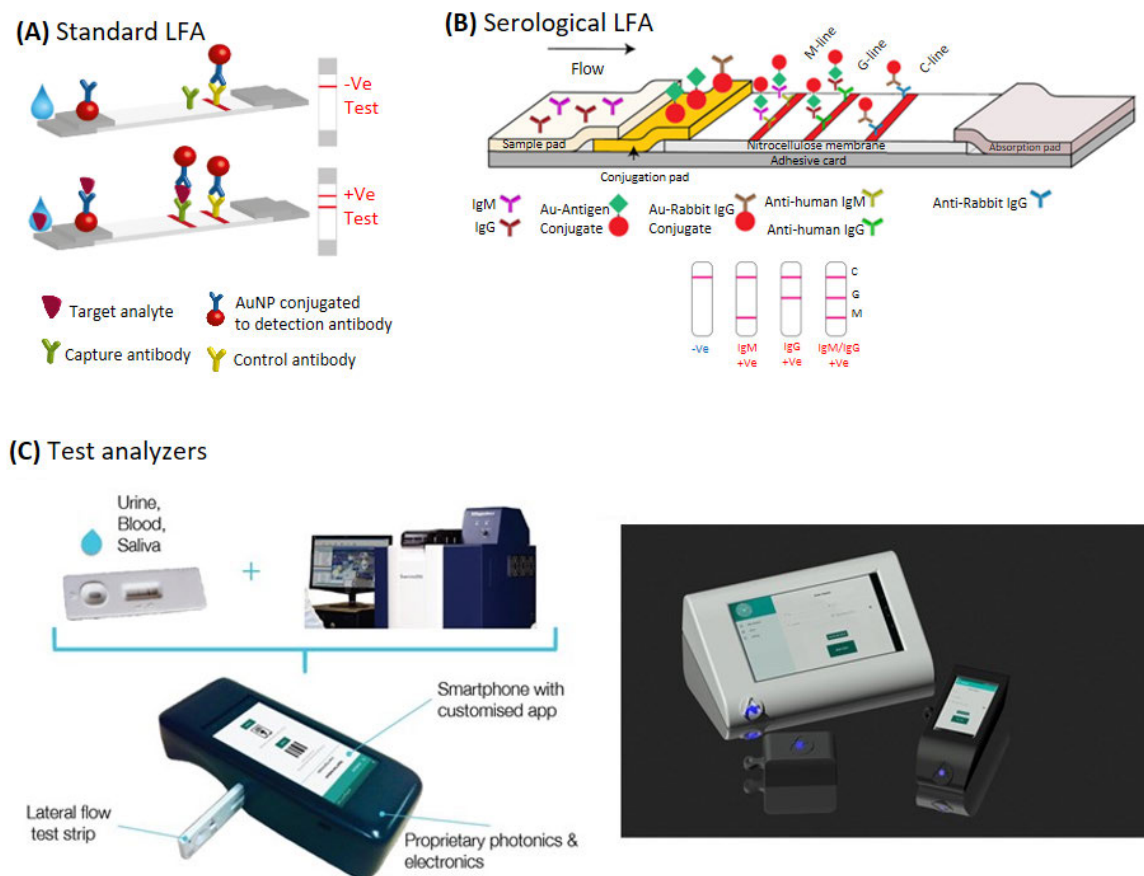 (A) Standard LFA
-Ve
Test
+Ve
Test
Target analyte
AuNP conjugated
to detection antibody
Capture antibody
Control antibody
(B) Serological LFA
Flow
M-line
G-line
C-line
Sample pad
Nitrocellulose membrane
Absorption pad
Adhesive card
Conjugation pad
IgM
IgG
Au-Antigen
Conjugate
Au-Rabbit IgG
Conjugate
Anti-human IgM
Anti-human IgG
Anti-Rabbit IgG
C
G
M
-Ve
IgM
+Ve
IgG
+Ve
IgM/IgG
+Ve
(C) Test analyzers
Urine,
Blood,
Saliva
+
Smartphone with
customised app
Lateral flow
test strip
Proprietary photonics &
electronics